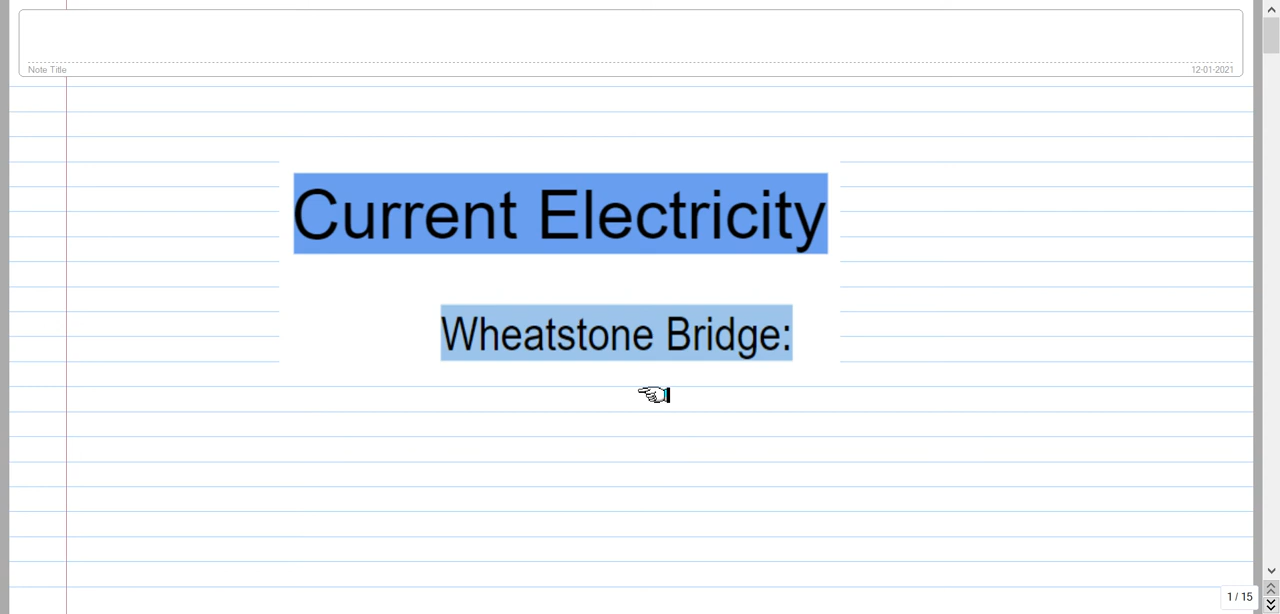 Note Title
12-01-2021
Current Electricity
Wheatstone Bridge:
1 / 15